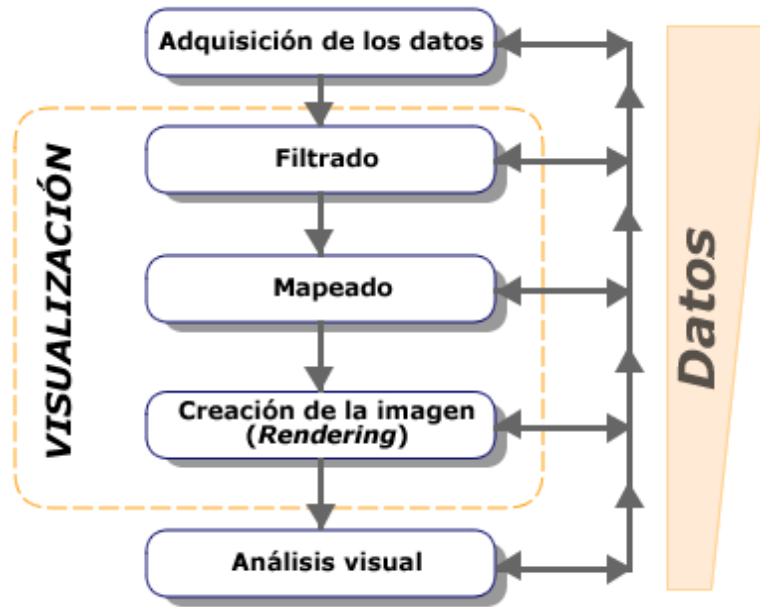 Adquisición de los datos
VISUALIZACIÓN
Filtrado
Mapeado
Creación de la imagen
(Rendering)
Análisis visual
Datos